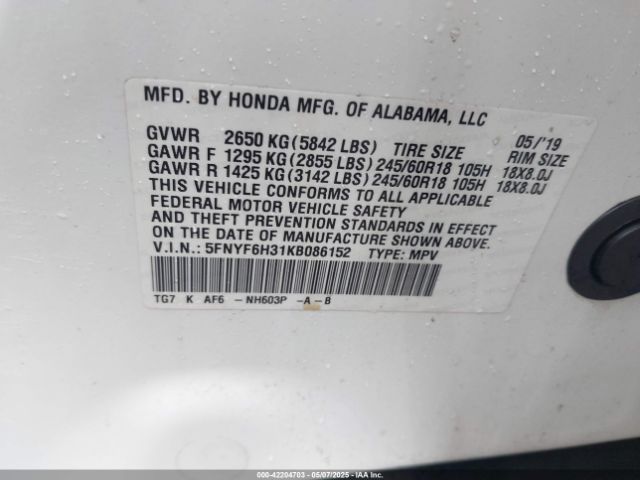 MFD. BY HONDA MFG. OF ALABAMA, LLC
GVWR 2650 KG(5842 LBS) TIRE SIZE 05/'19 RIM SIZE
GAWR F 1295 KG(2855 LBS)245/60R18 105H 18X8.0J
GAWR R 1425 KG(3142 LBS)245/60R18 105H 18X8.0J
THIS VEHICLE CONFORMS TO ALL APPLICABLE
FEDERAL MOTOR VEHICLE SAFETY
AND THEFT PREVENTION STANDARDS IN EFFECT
ON THE DATE OF MANUFACTURE SHOWN ABOVE.
V.I.N.: 5FNYF6H31KB086152 TYPE: MPV
TG7 K AF6 -NH603P -A-B
000-42204703 - 05/07/2025 - IAAI.com